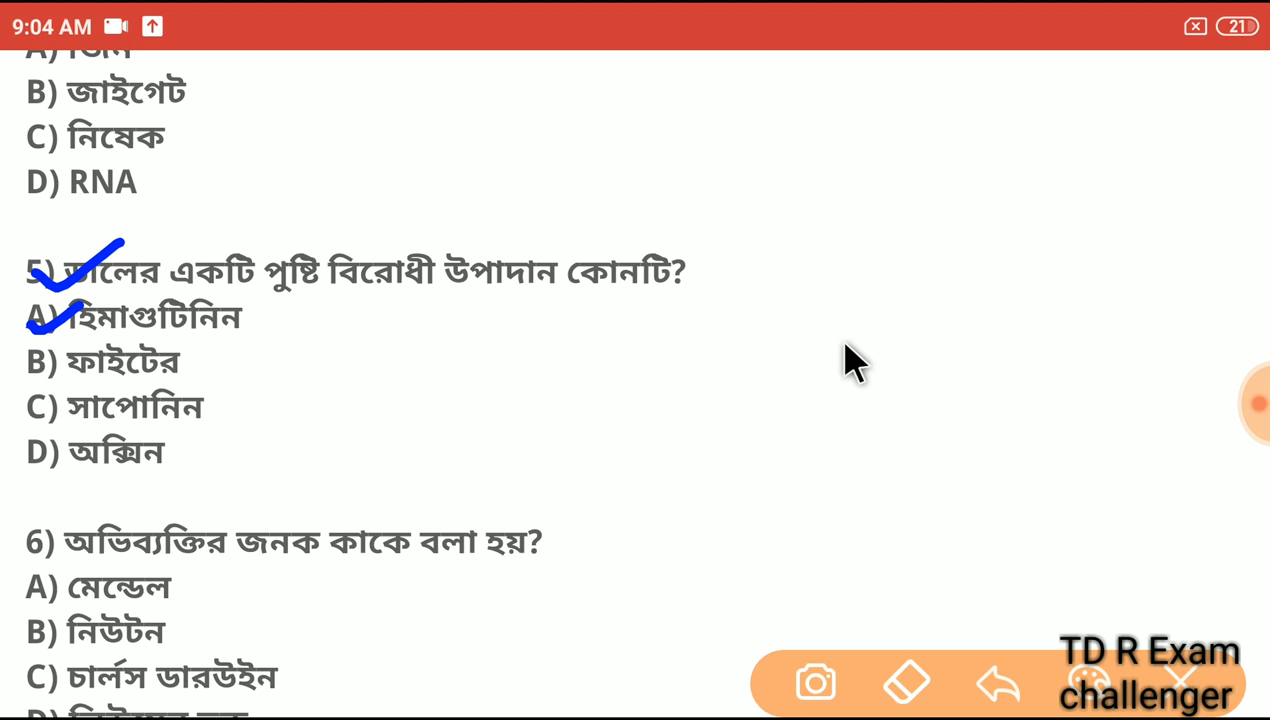 9:04 AM
21
A) জিন
B) জাইগেট
C) নিষেক
D) RNA
5) ডালের একটি পুষ্টি বিরোধী উপাদান কোনটি?
A) হিমাগুটিনিন
B) ফাইটের
C) সাপোনিন
D) অক্সিন
6) অভিব্যক্তির জনক কাকে বলা হয়?
A) মেন্ডেল
B) নিউটন
C) চার্লস ডারউইন
D)
TD R Exam
challenger